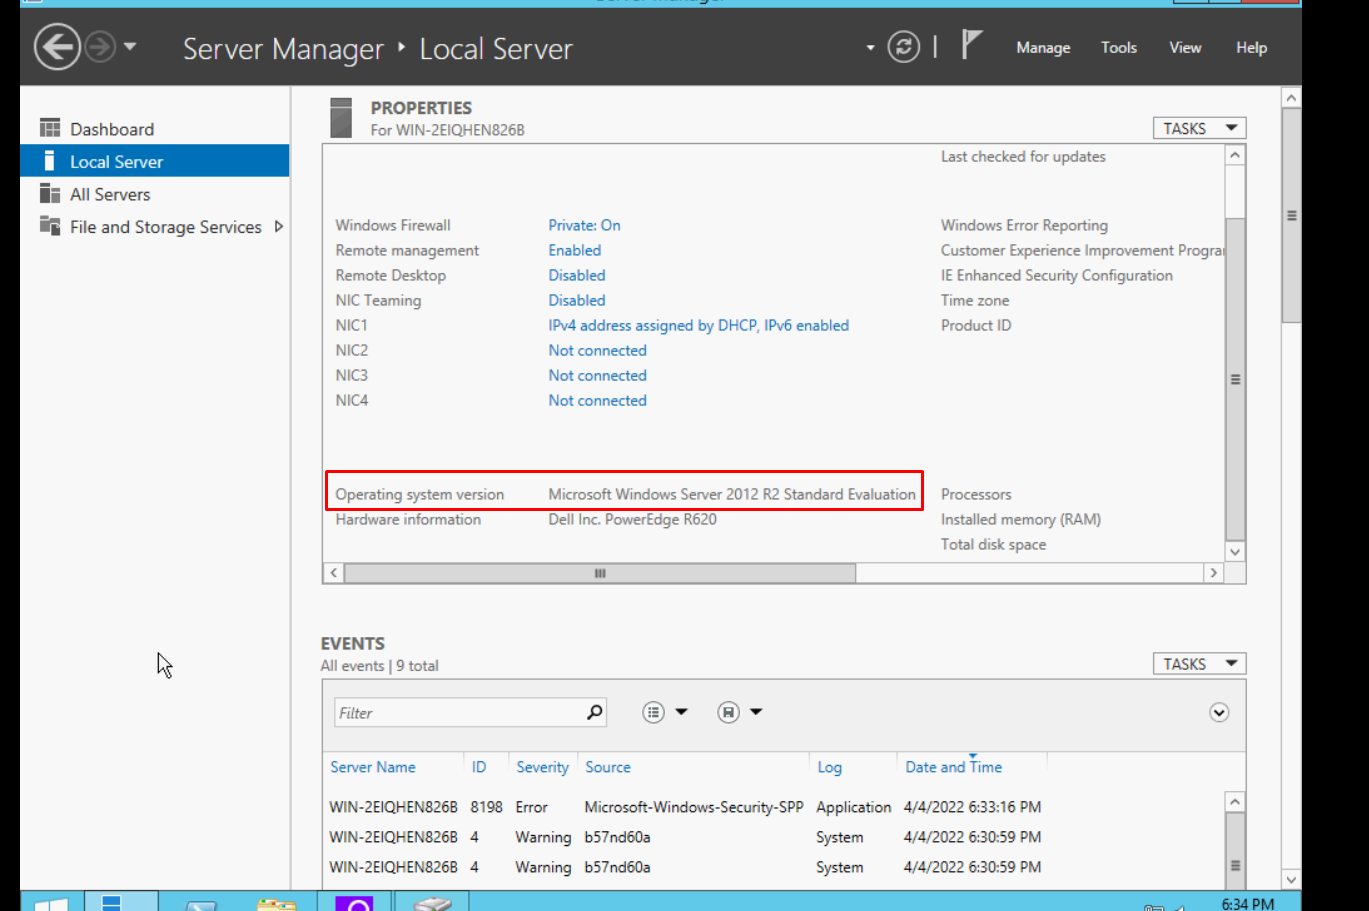 Server Manager
Server Manager ‣ Local Server
Manage Tools View Help
Dashboard
Local Server
All Servers
File and Storage Services
PROPERTIES
For WIN-2EIQHEN826B
TASKS
Last checked for updates
Windows Firewall Private: On Windows Error Reporting
Remote management Enabled Customer Experience Improvement Progra
Remote Desktop Disabled IE Enhanced Security Configuration
NIC Teaming Disabled Time zone
NIC1 IPv4 address assigned by DHCP, IPv6 enabled Product ID
NIC2 Not connected
NIC3 Not connected
NIC4 Not connected
Operating system version Microsoft Windows Server 2012 R2 Standard Evaluation Processors
Hardware information Dell Inc. PowerEdge R620 Installed memory (RAM)
Total disk space
EVENTS
All events | 9 total
TASKS
Filter
Server Name ID Severity Source Log Date and Time
WIN-2EIQHEN826B 8198 Error Microsoft-Windows-Security-SPP Application 4/4/2022 6:33:16 PM
WIN-2EIQHEN826B 4 Warning b57nd60a System 4/4/2022 6:30:59 PM
WIN-2EIQHEN826B 4 Warning b57nd60a System 4/4/2022 6:30:59 PM
6:34 PM